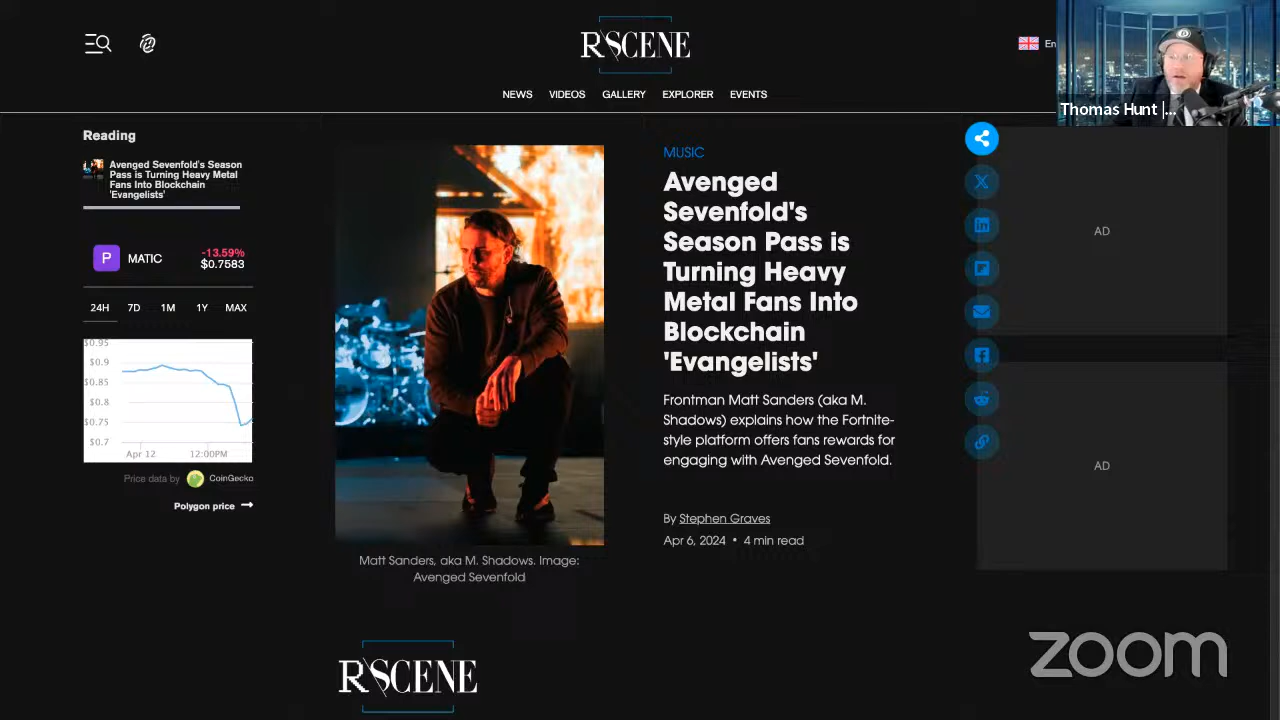 R\SCENE
En
NEWS
VIDEOS
GALLERY
EXPLORER
EVENTS
Thomas Hunt |...
Reading
Avenged Sevenfold's Season
Pass is Turning Heavy Metal
Fans Into Blockchain
'Evangelists'
P
MATIC
-13.59%
$0.7583
24H
7D
1M
1Y
MAX
$0.95
$0.9
$0.85
$0.8
$0.75
$0.7
Apr 12
12:00PM
Price data by
CoinGecko
Polygon price
Matt Sanders, aka M. Shadows. Image:
Avenged Sevenfold
MUSIC
Avenged
Sevenfold's
Season Pass is
Turning Heavy
Metal Fans Into
Blockchain
'Evangelists'
Frontman Matt Sanders (aka M.
Shadows) explains how the Fortnite-
style platform offers fans rewards for
engaging with Avenged Sevenfold.
By Stephen Graves
Apr 6, 2024 • 4 min read
AD
AD
R\SCENE
zoom